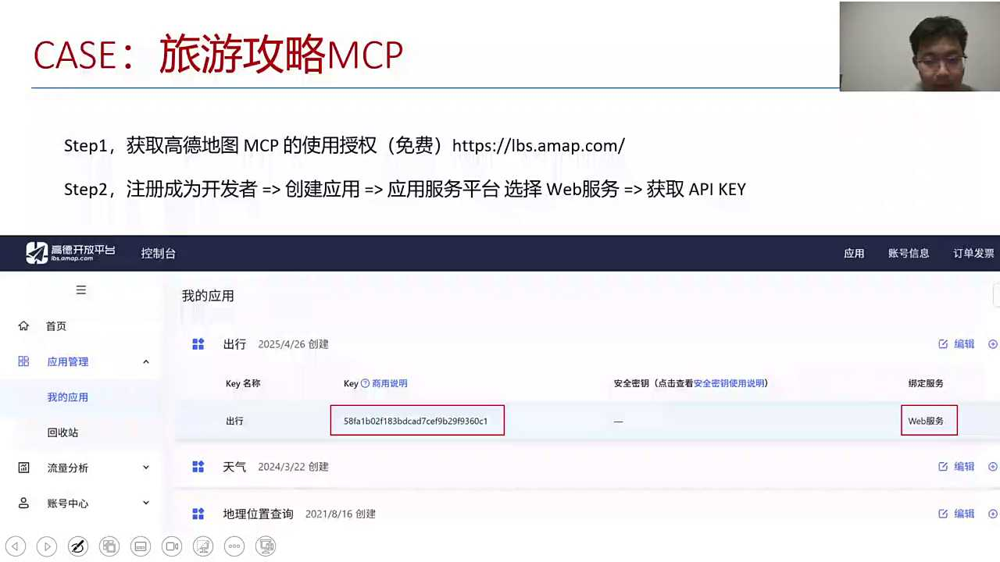 CASE：旅游攻略MCP
Step1，获取高德地图 MCP 的使用授权（免费）https://lbs.amap.com/
Step2，注册成为开发者 => 创建应用 => 应用服务平台 选择 Web服务 => 获取 API KEY
高德开放平台
lbs.amap.com
控制台
应用
账号信息
订单发票
首页
应用管理
我的应用
回收站
流量分析
账号中心
我的应用
出行 2025/4/26 创建 编辑
Key 名称 Key 商用说明 安全密钥（点击查看安全密钥使用说明） 绑定服务
出行 58fa1b02f183bdcad7cef9b29f9360c1 — Web服务
天气 2024/3/22 创建 编辑
地理位置查询 2021/8/16 创建 编辑